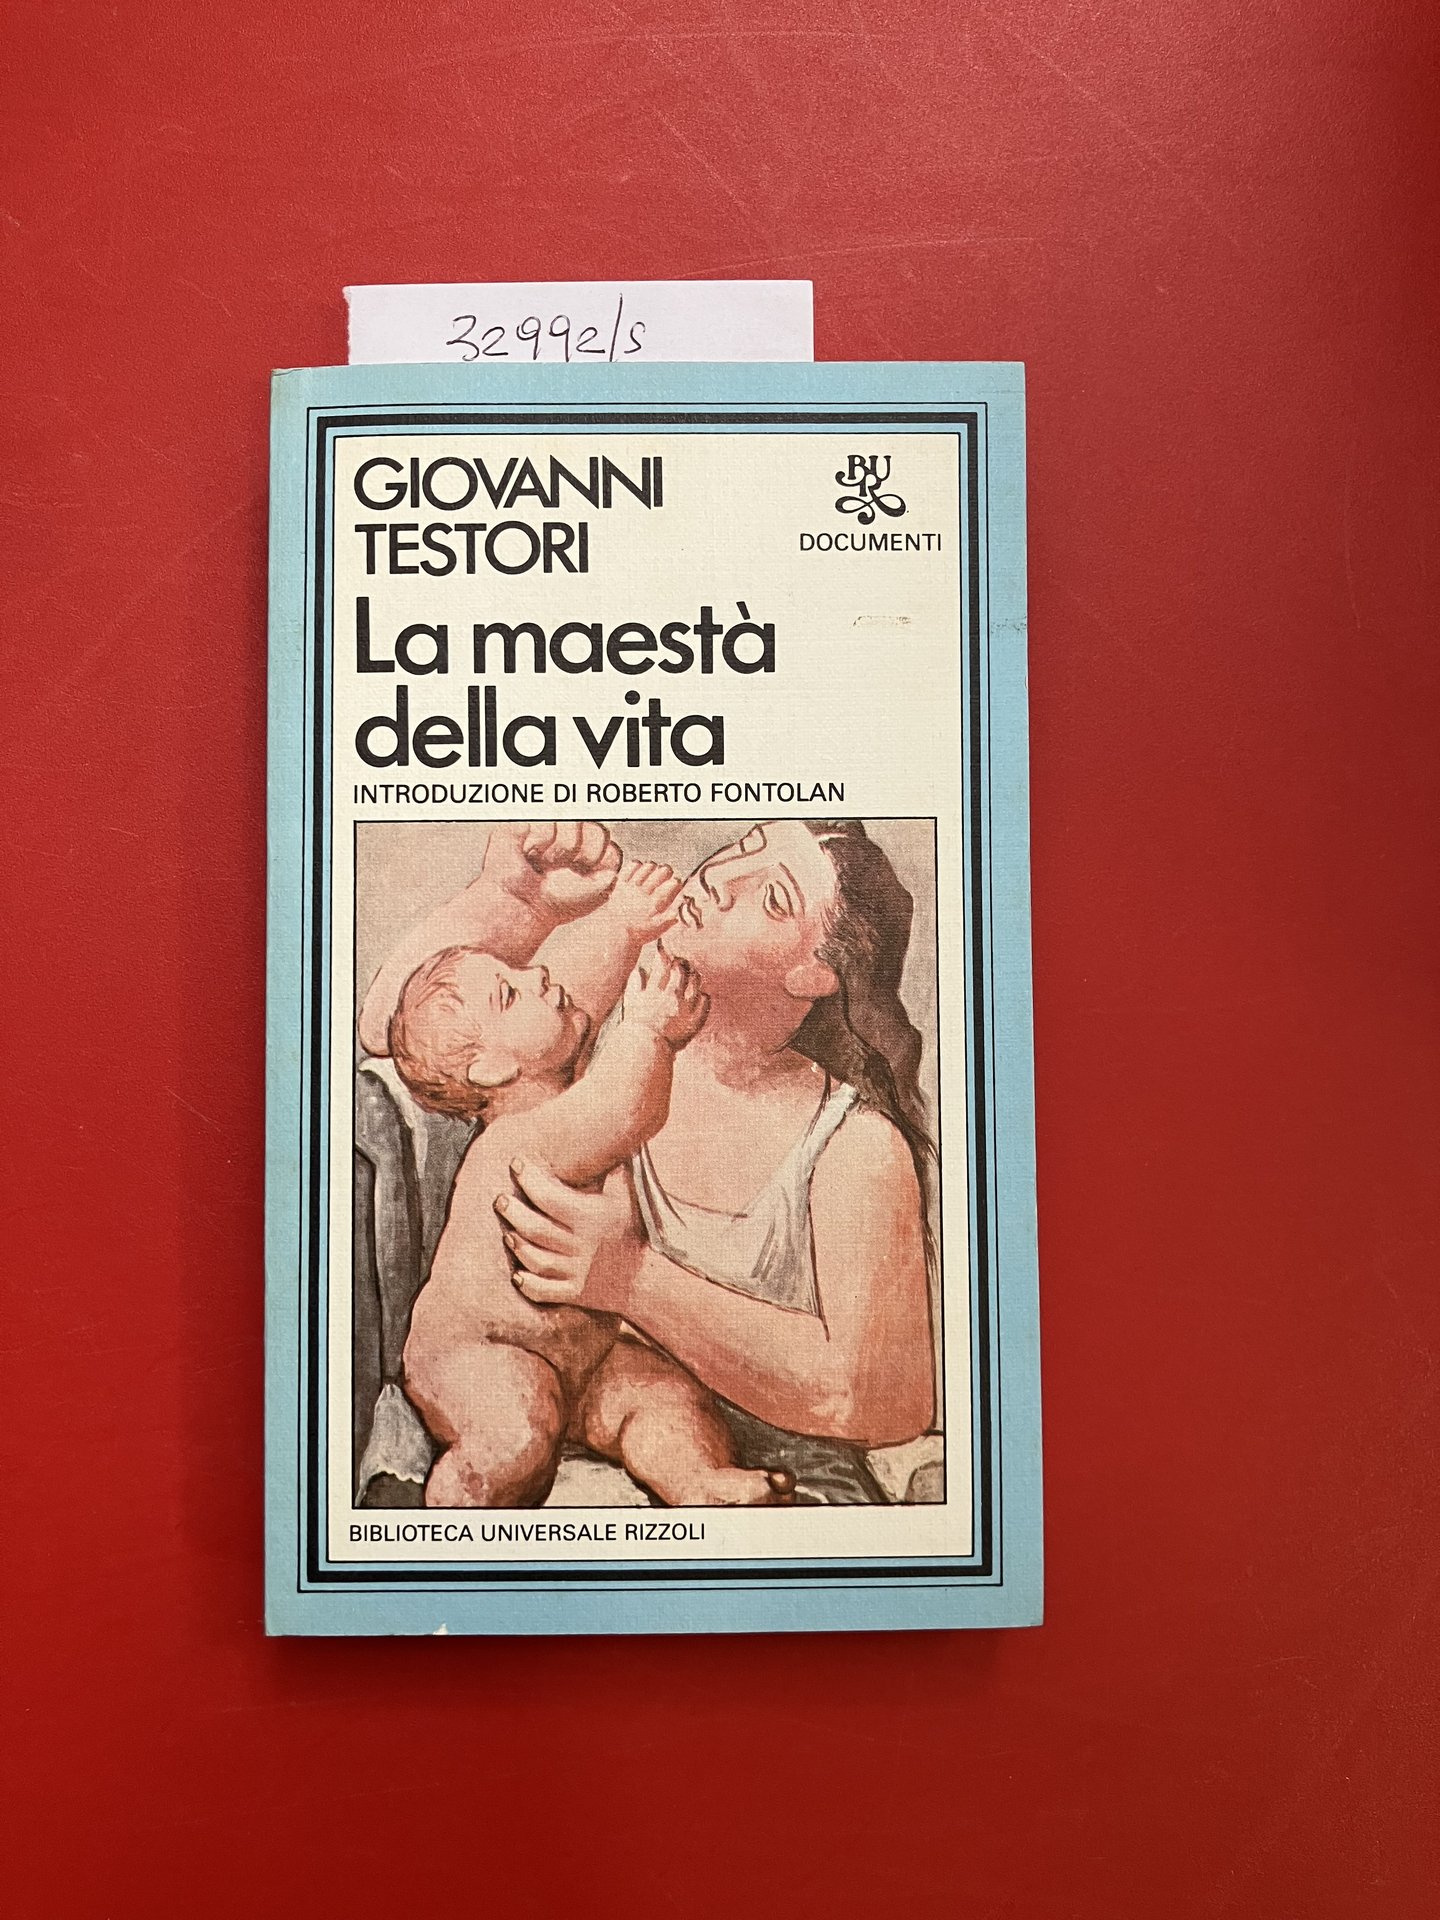 32992/s
GIOVANNI
TESTORI
BUR
DOCUMENTI
La maestà
della vita
INTRODUZIONE DI ROBERTO FONTOLAN
BIBLIOTECA UNIVERSALE RIZZOLI